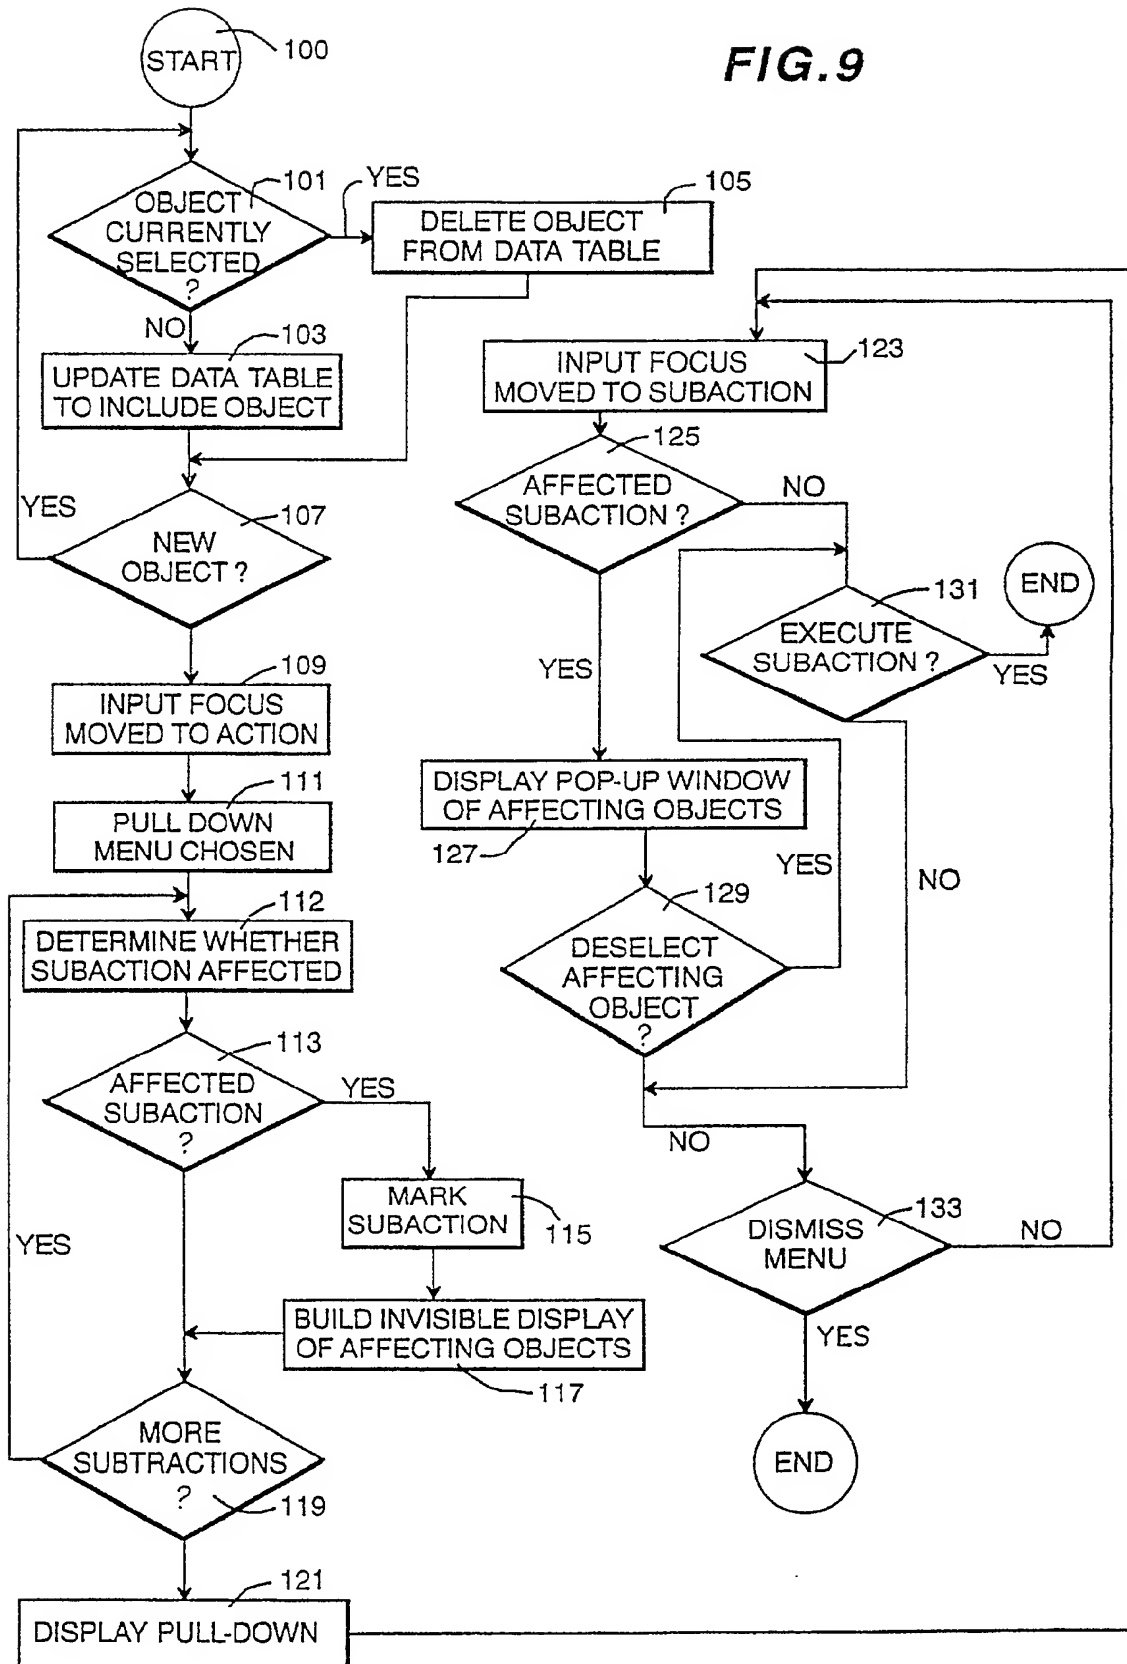 FIG.9
START
100
OBJECT
CURRENTLY
SELECTED
?
101
YES
DELETE OBJECT
FROM DATA TABLE
105
NO
103
UPDATE DATA TABLE
TO INCLUDE OBJECT
YES
NEW
OBJECT ?
107
109
INPUT FOCUS
MOVED TO ACTION
111
PULL DOWN
MENU CHOSEN
112
DETERMINE WHETHER
SUBACTION AFFECTED
113
AFFECTED
SUBACTION
?
YES
MARK
SUBACTION
115
YES
BUILD INVISIBLE DISPLAY
OF AFFECTING OBJECTS
117
MORE
SUBTRACTIONS
?
119
121
DISPLAY PULL-DOWN
INPUT FOCUS
MOVED TO SUBACTION
123
125
AFFECTED
SUBACTION ?
NO
YES
131
EXECUTE
SUBACTION ?
END
YES
DISPLAY POP-UP WINDOW
OF AFFECTING OBJECTS
127
YES
NO
129
DESELECT
AFFECTING
OBJECT
?
NO
133
DISMISS
MENU
NO
YES
END